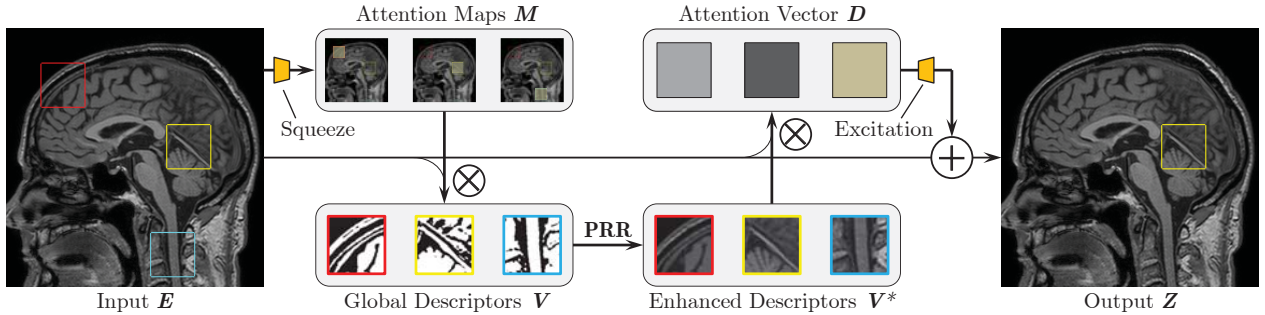 Attention Maps M
Attention Vector D
Squeeze
Excitation
PRR
Input E
Global Descriptors V
Enhanced Descriptors V*
Output Z